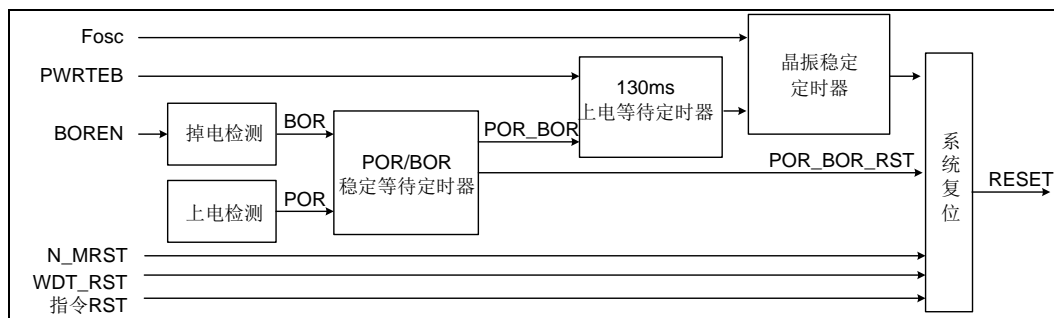 Fosc
PWRTEB
BOREN
掉电检测
BOR
上电检测
POR
POR/BOR
稳定等待定时器
POR_BOR
130ms
上电等待定时器
晶振稳定
定时器
POR_BOR_RST
系统复位
RESET
N_MRST
WDT_RST
指令RST